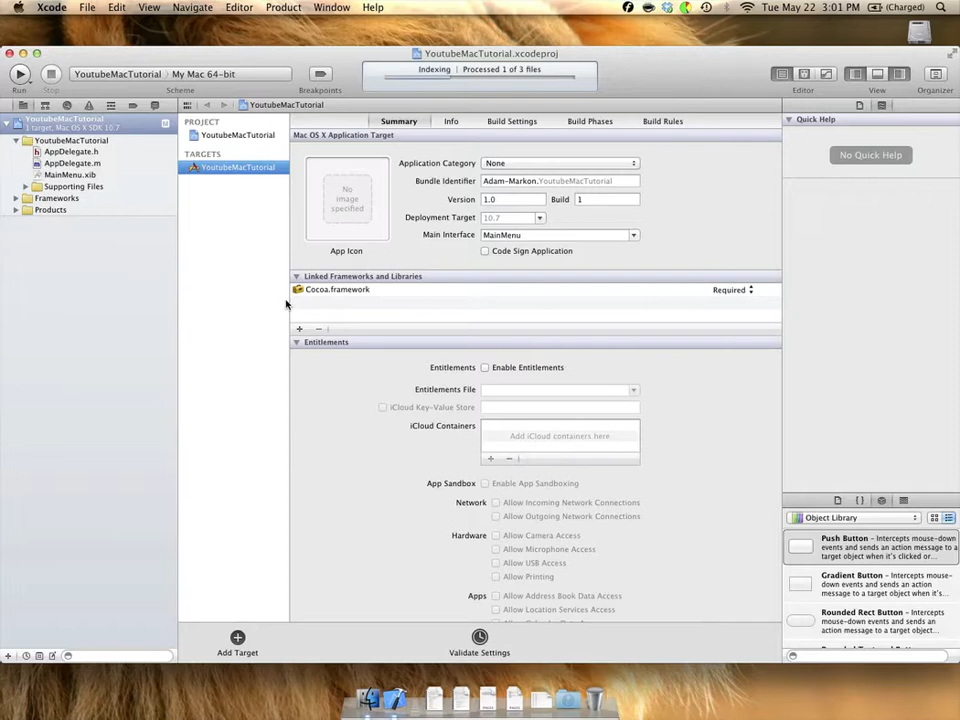 Xcode File Edit View Navigate Editor Product Window Help Tue May 22 3:01 PM (Charged)
YoutubeMacTutorial.xcodeproj
YoutubeMacTutorial My Mac 64-bit
Indexing | Processed 1 of 3 files
Run Stop Scheme Breakpoints Editor View Organizer
YoutubeMacTutorial
YoutubeMacTutorial
1 target, Mac OS X SDK 10.7
M
YoutubeMacTutorial
AppDelegate.h
AppDelegate.m
MainMenu.xib
Supporting Files
Frameworks
Products
PROJECT
YoutubeMacTutorial
TARGETS
YoutubeMacTutorial
Summary Info Build Settings Build Phases Build Rules
Mac OS X Application Target
No
image
specified
App Icon
Application Category None
Bundle Identifier Adam-Markon.YoutubeMacTutorial
Version 1.0 Build 1
Deployment Target 10.7
Main Interface MainMenu
Code Sign Application
Linked Frameworks and Libraries
Cocoa.framework Required
Entitlements
Entitlements Enable Entitlements
Entitlements File
iCloud Key-Value Store
iCloud Containers
Add iCloud containers here
App Sandbox Enable App Sandboxing
Network Allow Incoming Network Connections
Allow Outgoing Network Connections
Hardware Allow Camera Access
Allow Microphone Access
Allow USB Access
Allow Printing
Apps Allow Address Book Data Access
Allow Location Services Access
Add Target Validate Settings
Quick Help
No Quick Help
Object Library
Push Button – Intercepts mouse-down
events and sends an action message to a
target object when it's clicked or...
Gradient Button – Intercepts mouse-
down events and sends an action
message to a target object when it's...
Rounded Rect Button – Intercepts
mouse-down events and sends an
action message to a target object...